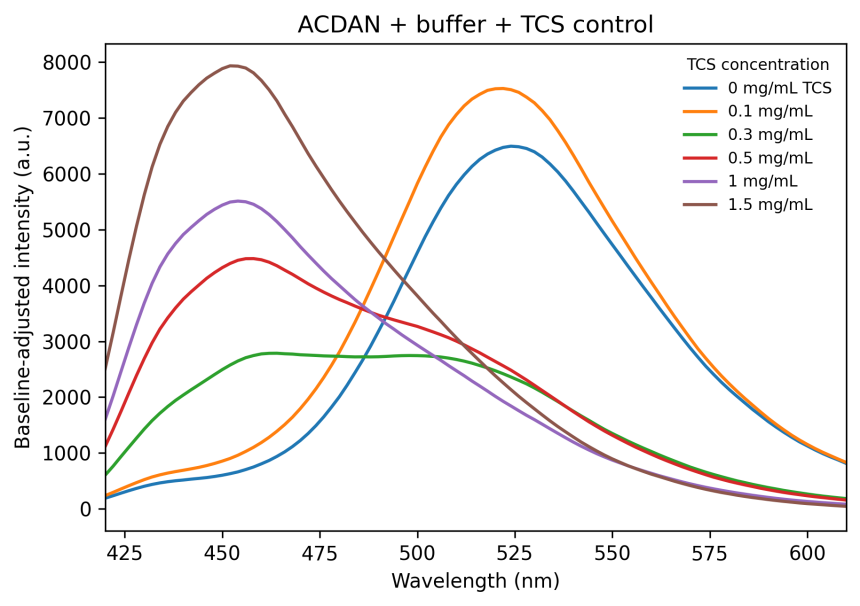 ACDAN + buffer + TCS control
Baseline-adjusted intensity (a.u.)
8000
7000
6000
5000
4000
3000
2000
1000
0
TCS concentration
0 mg/mL TCS
0.1 mg/mL
0.3 mg/mL
0.5 mg/mL
1 mg/mL
1.5 mg/mL
425 450 475 500 525 550 575 600
Wavelength (nm)